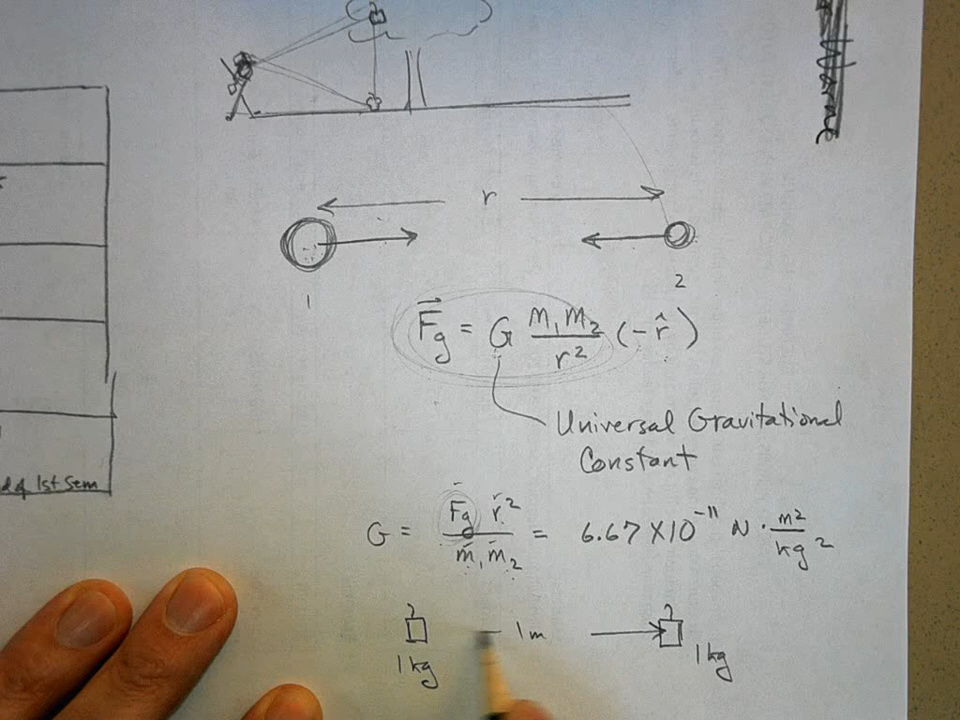 r
1
2
F⃗g = G m₁m₂/r² (-r̂)
Universal Gravitational
Constant
G = Fg r²/m₁m₂ = 6.67 X 10⁻¹¹ N · m²/kg²
of 1st Sem
1m
1kg
1kg